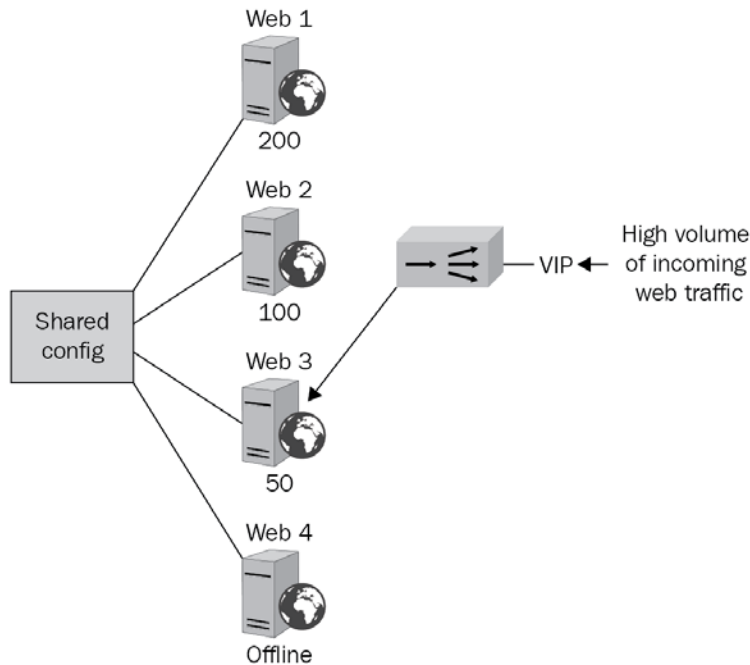 Web 1
200
Web 2
100
Shared
config
Web 3
50
Web 4
Offline
VIP
High volume
of incoming
web traffic